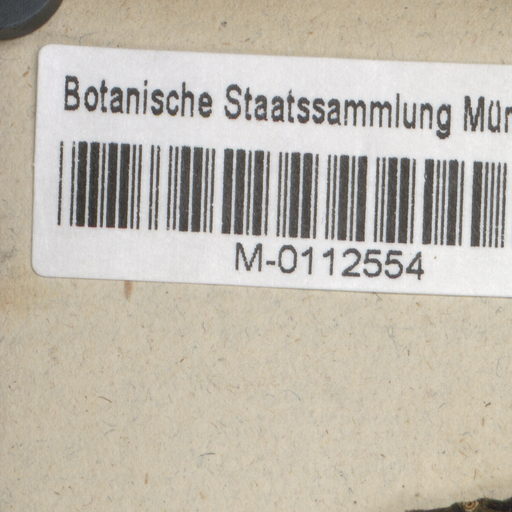 Botanische Staatssammlung Mün
M-0112554